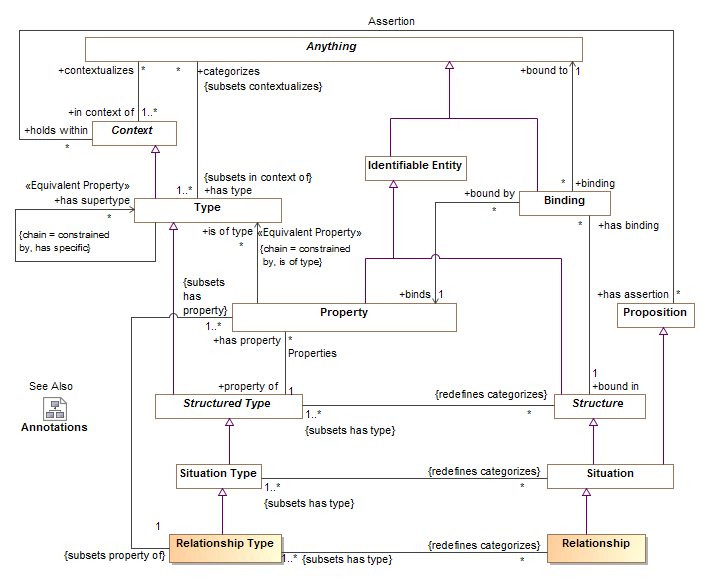 Assertion
Anything
+contextualizes
*
*
+categorizes
{subsets contextualizes}
+bound to
1
+in context of
1..*
+holds within
*
Context
Identifiable Entity
«Equivalent Property»
+has supertype
*
{subsets in context of}
1..*
+has type
Type
+bound by
*
*
+binding
Binding
*
+has binding
{chain = constrained
by, has specific}
+is of type
*
«Equivalent Property»
{chain = constrained
by, is of type}
{subsets
has
property}
1..*
+binds
1
+has assertion
*
Property
Proposition
+has property
*
Properties
See Also
Annotations
+property of
1
1
+bound in
Structured Type
{redefines categorizes}
Structure
1..*
*
{subsets has type}
Situation Type
{redefines categorizes}
Situation
1..*
*
{subsets has type}
1
Relationship Type
{redefines categorizes}
Relationship
{subsets property of}
1..*
{subsets has type}
*